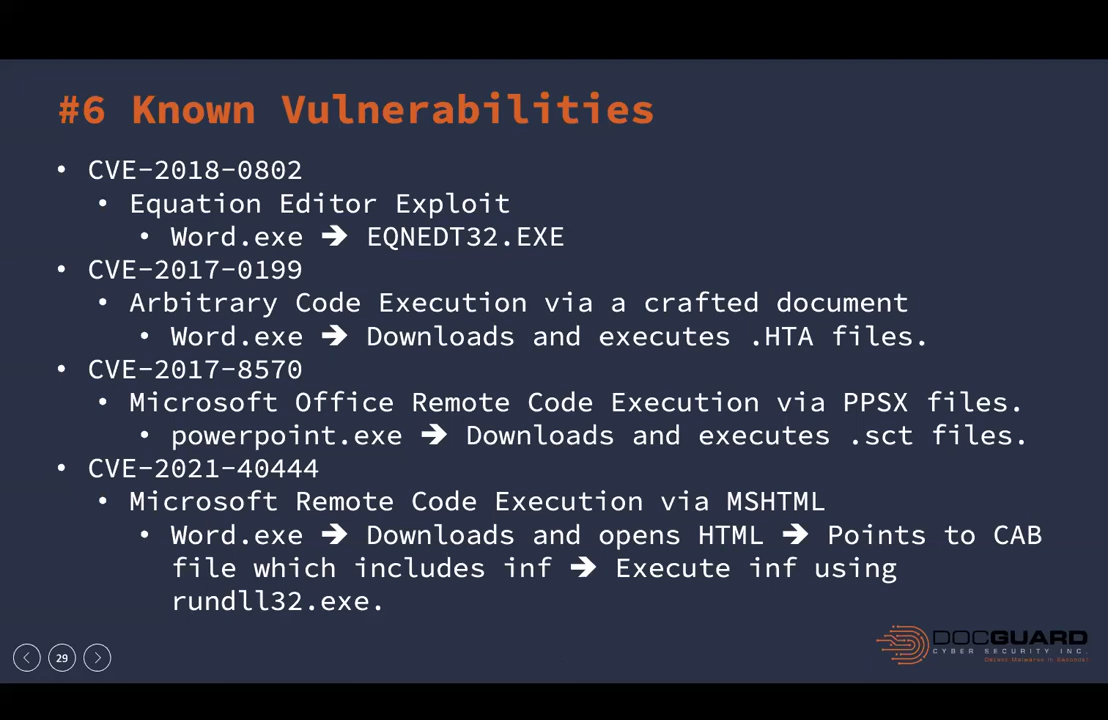 #6 Known Vulnerabilities
• CVE-2018-0802
• Equation Editor Exploit
• Word.exe ➔ EQNEDT32.EXE
• CVE-2017-0199
• Arbitrary Code Execution via a crafted document
• Word.exe ➔ Downloads and executes .HTA files.
• CVE-2017-8570
• Microsoft Office Remote Code Execution via PPSX files.
• powerpoint.exe ➔ Downloads and executes .sct files.
• CVE-2021-40444
• Microsoft Remote Code Execution via MSHTML
• Word.exe ➔ Downloads and opens HTML ➔ Points to CAB
file which includes inf ➔ Execute inf using
rundll32.exe.
29
DOCGUARD
CYBER SECURITY INC.
Detect Malwares in Seconds!